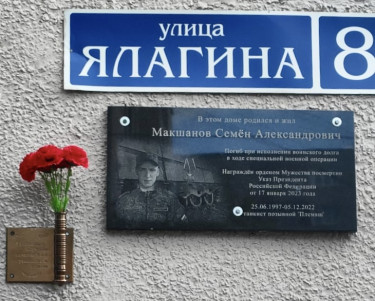 улица
ЯЛАГИНА
8
В этом доме родился и жил
Макшанов Семён Александрович
Погиб при исполнении воинского долга
в ходе специальной военной операции
Награждён орденом Мужества посмертно
Указ Президента
Российской Федерации
от 17 января 2023 года
25.06.1997-05.12.2022
танкист позывной